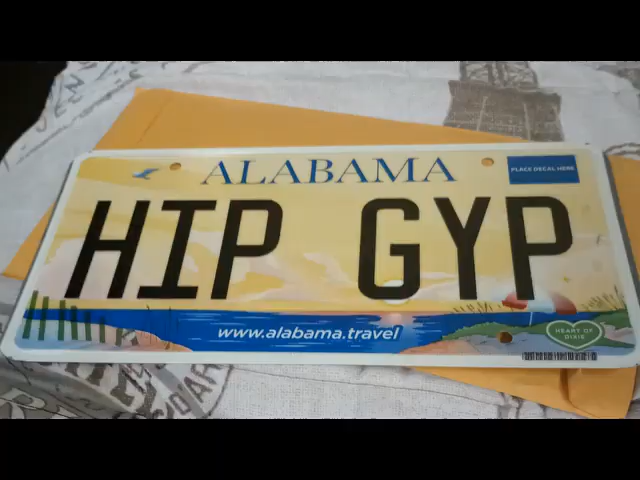 ALABAMA
PLACE DECAL HERE
HIP GYP
www.alabama.travel
HEART OF
DIXIE